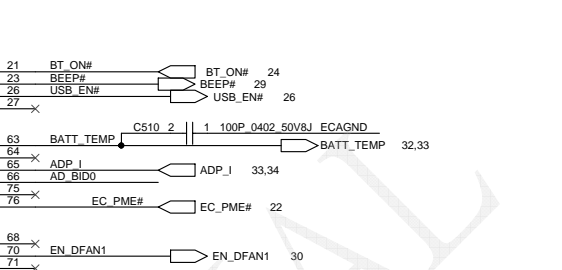 21 BT_ON# BT_ON# 24
23 BEEP# BEEP# 29
26 USB_EN# USB_EN# 26
27
C510 2 1 100P_0402_50V8J ECAGND
63 BATT_TEMP BATT_TEMP 32,33
64
65 ADP_I ADP_I 33,34
66 AD_BID0
75
76 EC_PME# EC_PME# 22
68
70 EN_DFAN1 EN_DFAN1 30
71